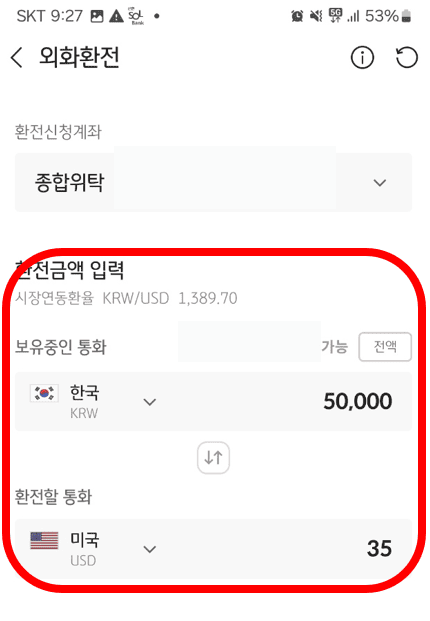 SKT 9:27 SOL Bank 5G 53%
외화환전
환전신청계좌
종합위탁
환전금액 입력
시장연동환율 KRW/USD 1,389.70
보유중인 통화 가능 전액
한국 50,000
KRW
환전할 통화
미국 35
USD